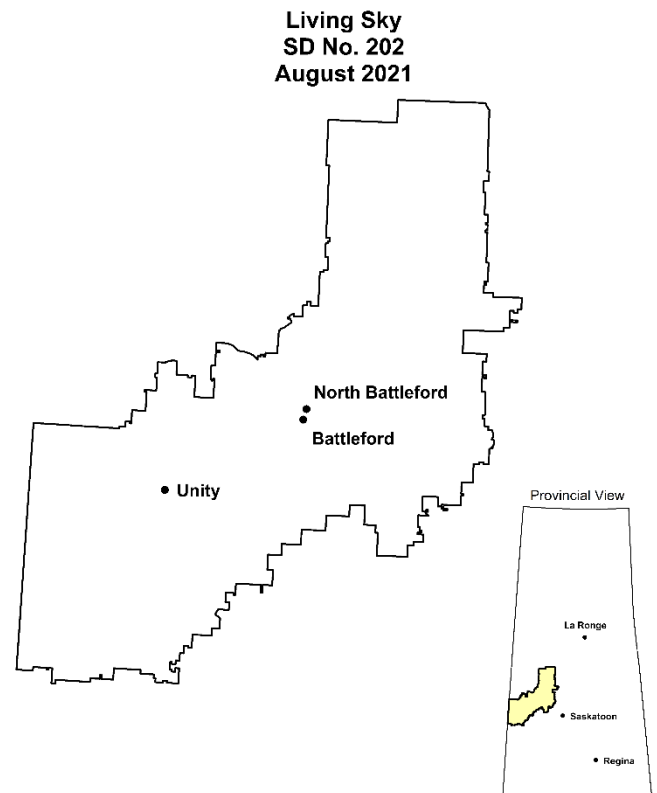 Living Sky
SD No. 202
August 2021
North Battleford
Battleford
Unity
Provincial View
La Ronge
Saskatoon
Regina